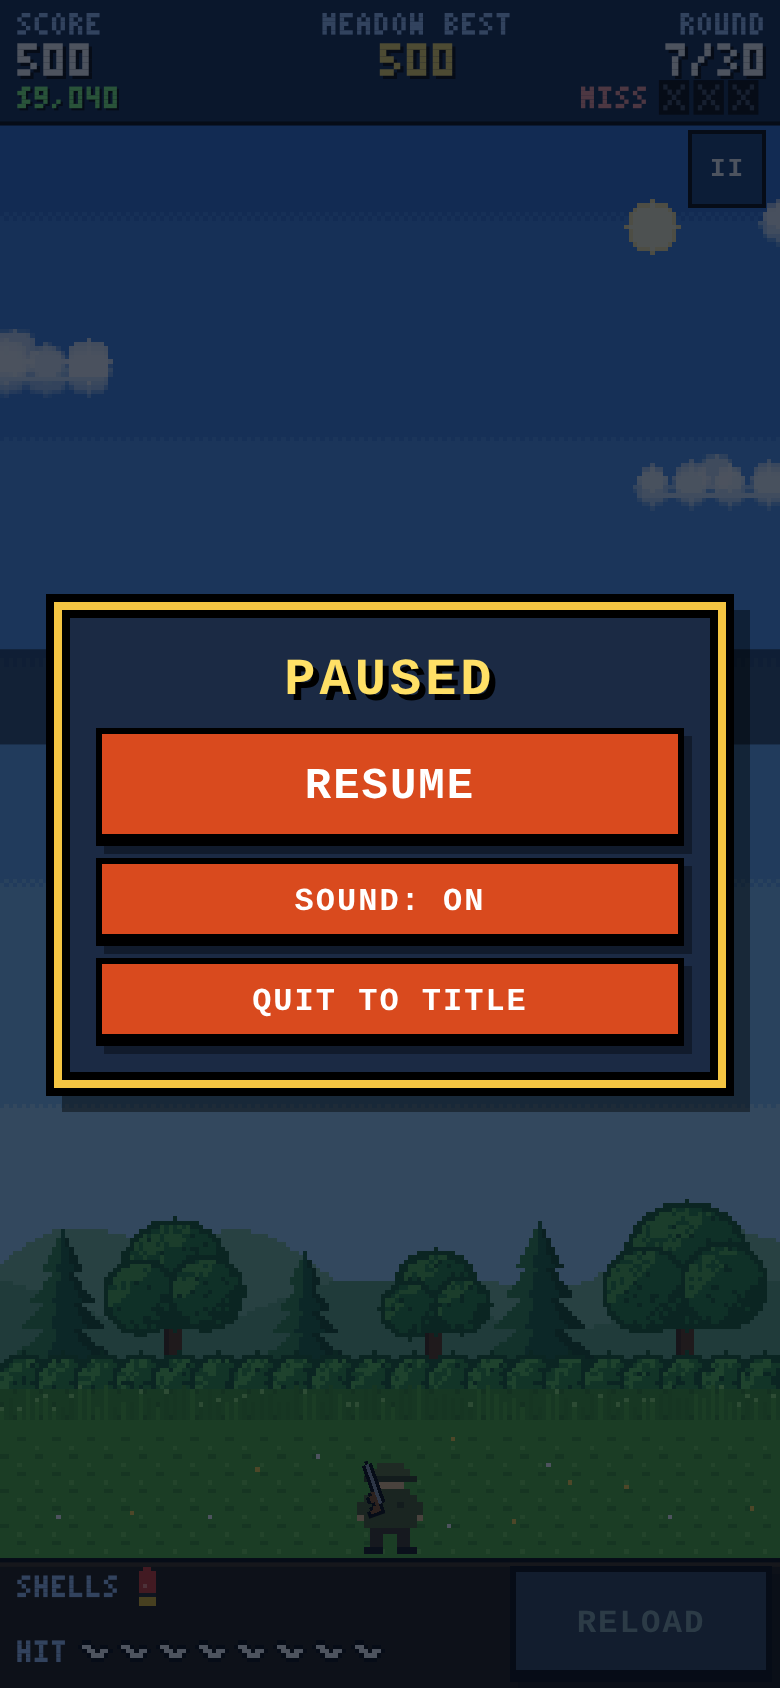 SCORE MEADOW BEST ROUND
500 500 7/30
$9,040 MISS X X X
II
PAUSED
RESUME
SOUND: ON
QUIT TO TITLE
SHELLS
RELOAD
HIT